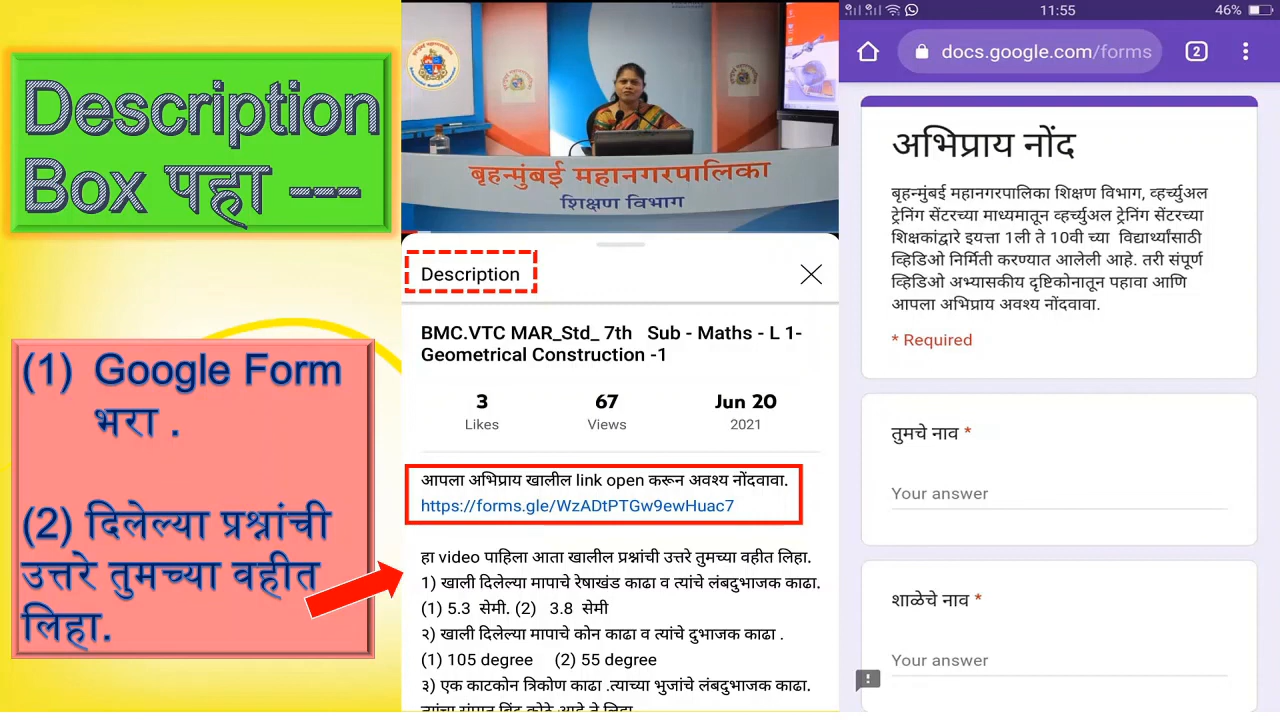 Description
Box पहा ---
(1) Google Form
भरा .
(2) दिलेल्या प्रश्नांची
उत्तरे तुमच्या वहीत
लिहा.
बृहन्मुंबई महानगरपालिका
शिक्षण विभाग
Description
BMC.VTC MAR_Std_ 7th Sub - Maths - L 1-
Geometrical Construction -1
3 67 Jun 20
Likes Views 2021
आपला अभिप्राय खालील link open करून अवश्य नोंदवावा.
https://forms.gle/WzADtPTGw9ewHuac7
हा video पाहिला आता खालील प्रश्नांची उत्तरे तुमच्या वहीत लिहा.
1) खाली दिलेल्या मापाचे रेषाखंड काढा व त्यांचे लंबदुभाजक काढा.
(1) 5.3 सेमी. (2) 3.8 सेमी
२) खाली दिलेल्या मापाचे कोन काढा व त्यांचे दुभाजक काढा .
(1) 105 degree (2) 55 degree
३) एक काटकोन त्रिकोण काढा .त्याच्या भुजांचे लंबदुभाजक काढा.
त्यांचा संपात बिंदू कोठे आहे ते लिहा
11:55
46%
docs.google.com/forms
2
अभिप्राय नोंद
बृहन्मुंबई महानगरपालिका शिक्षण विभाग, व्हर्च्युअल
ट्रेनिंग सेंटरच्या माध्यमातून व्हर्च्युअल ट्रेनिंग सेंटरच्या
शिक्षकांद्वारे इयत्ता 1ली ते 10वी च्या विद्यार्थ्यांसाठी
व्हिडिओ निर्मिती करण्यात आलेली आहे. तरी संपूर्ण
व्हिडिओ अभ्यासकीय दृष्टिकोनातून पहावा आणि
आपला अभिप्राय अवश्य नोंदवावा.
* Required
तुमचे नाव *
Your answer
शाळेचे नाव *
Your answer